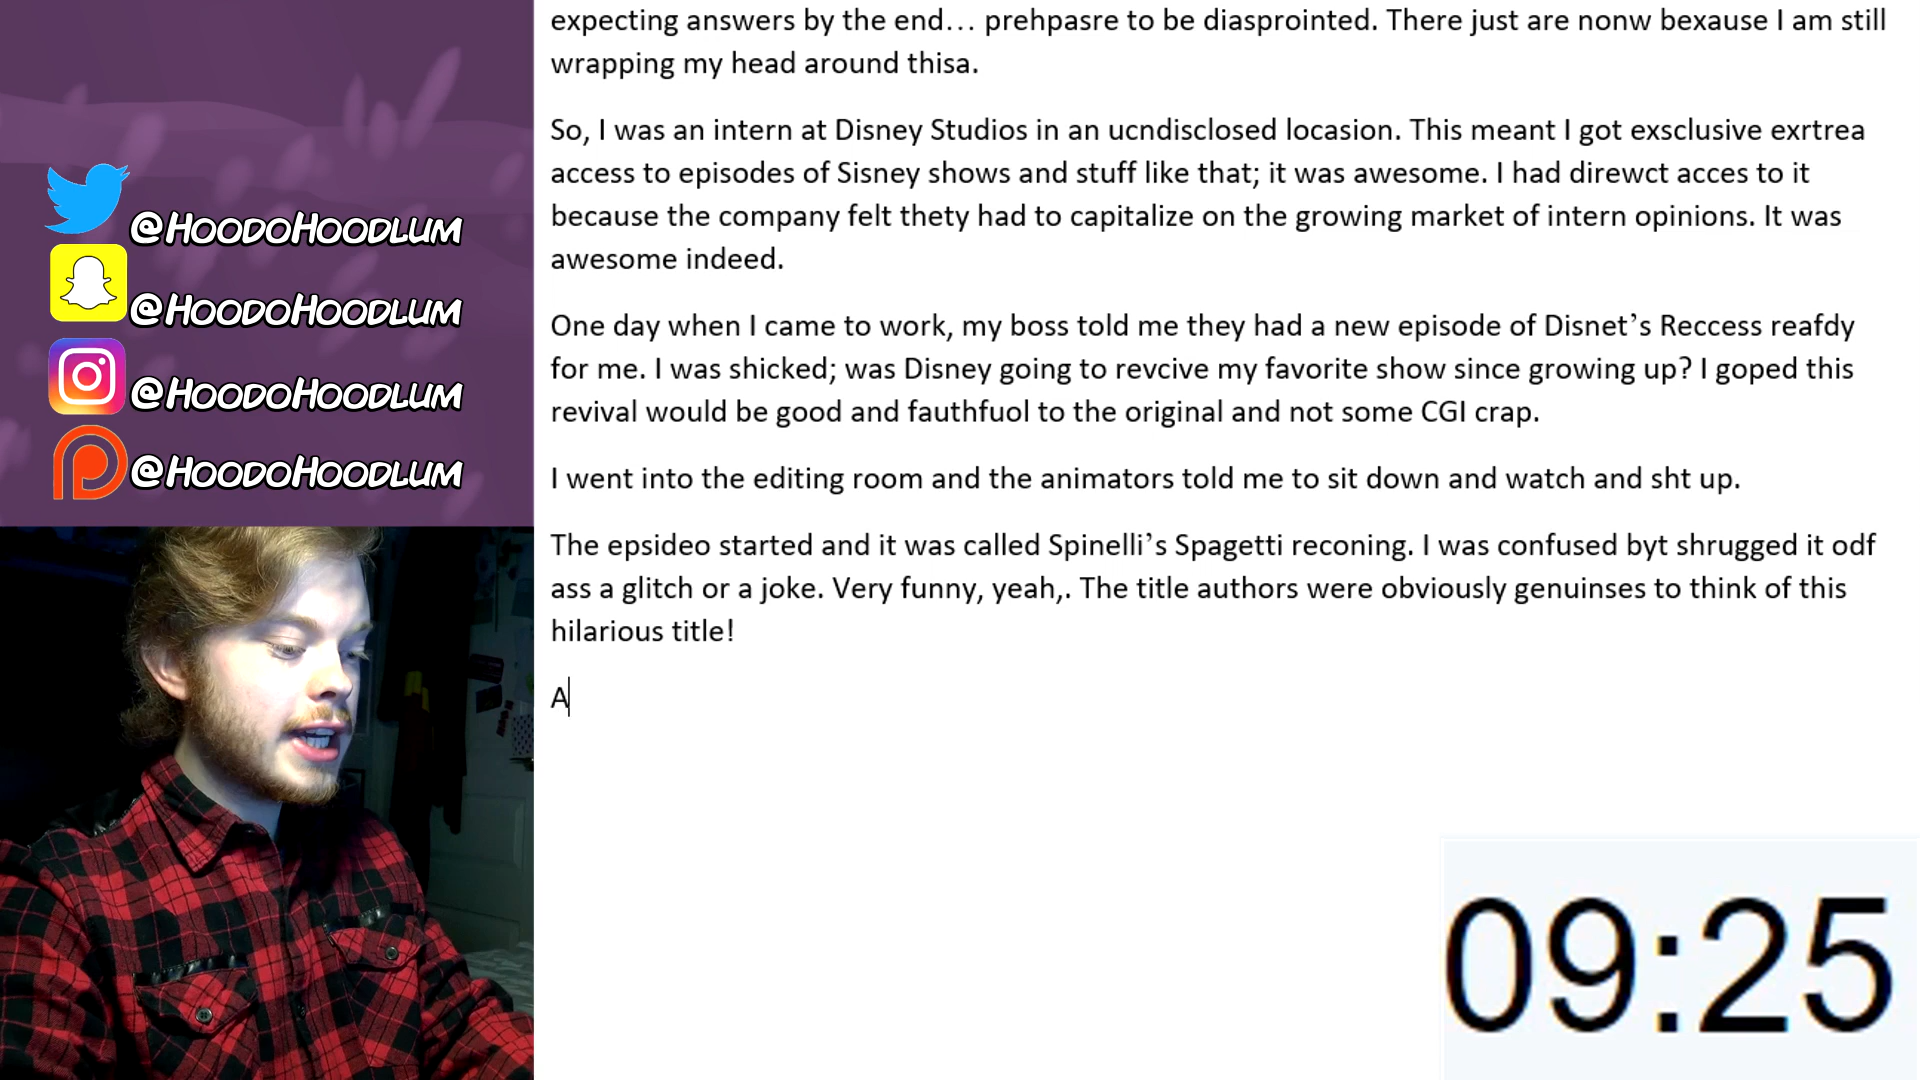 expecting answers by the end… prehpasre to be diasprointed. There just are nonw bexause I am still
wrapping my head around thisa.
So, I was an intern at Disney Studios in an ucndisclosed locasion. This meant I got exsclusive exrtrea
access to episodes of Sisney shows and stuff like that; it was awesome. I had direwct acces to it
because the company felt thety had to capitalize on the growing market of intern opinions. It was
awesome indeed.
One day when I came to work, my boss told me they had a new episode of Disnet’s Reccess reafdy
for me. I was shicked; was Disney going to revcive my favorite show since growing up? I goped this
revival would be good and fauthfuol to the original and not some CGI crap.
I went into the editing room and the animators told me to sit down and watch and sht up.
The epsideo started and it was called Spinelli’s Spagetti reconing. I was confused byt shrugged it odf
ass a glitch or a joke. Very funny, yeah,. The title authors were obviously genuinses to think of this
hilarious title!
A
@HoodoHoodlum
@HoodoHoodlum
@HoodoHoodlum
@HoodoHoodlum
09:25